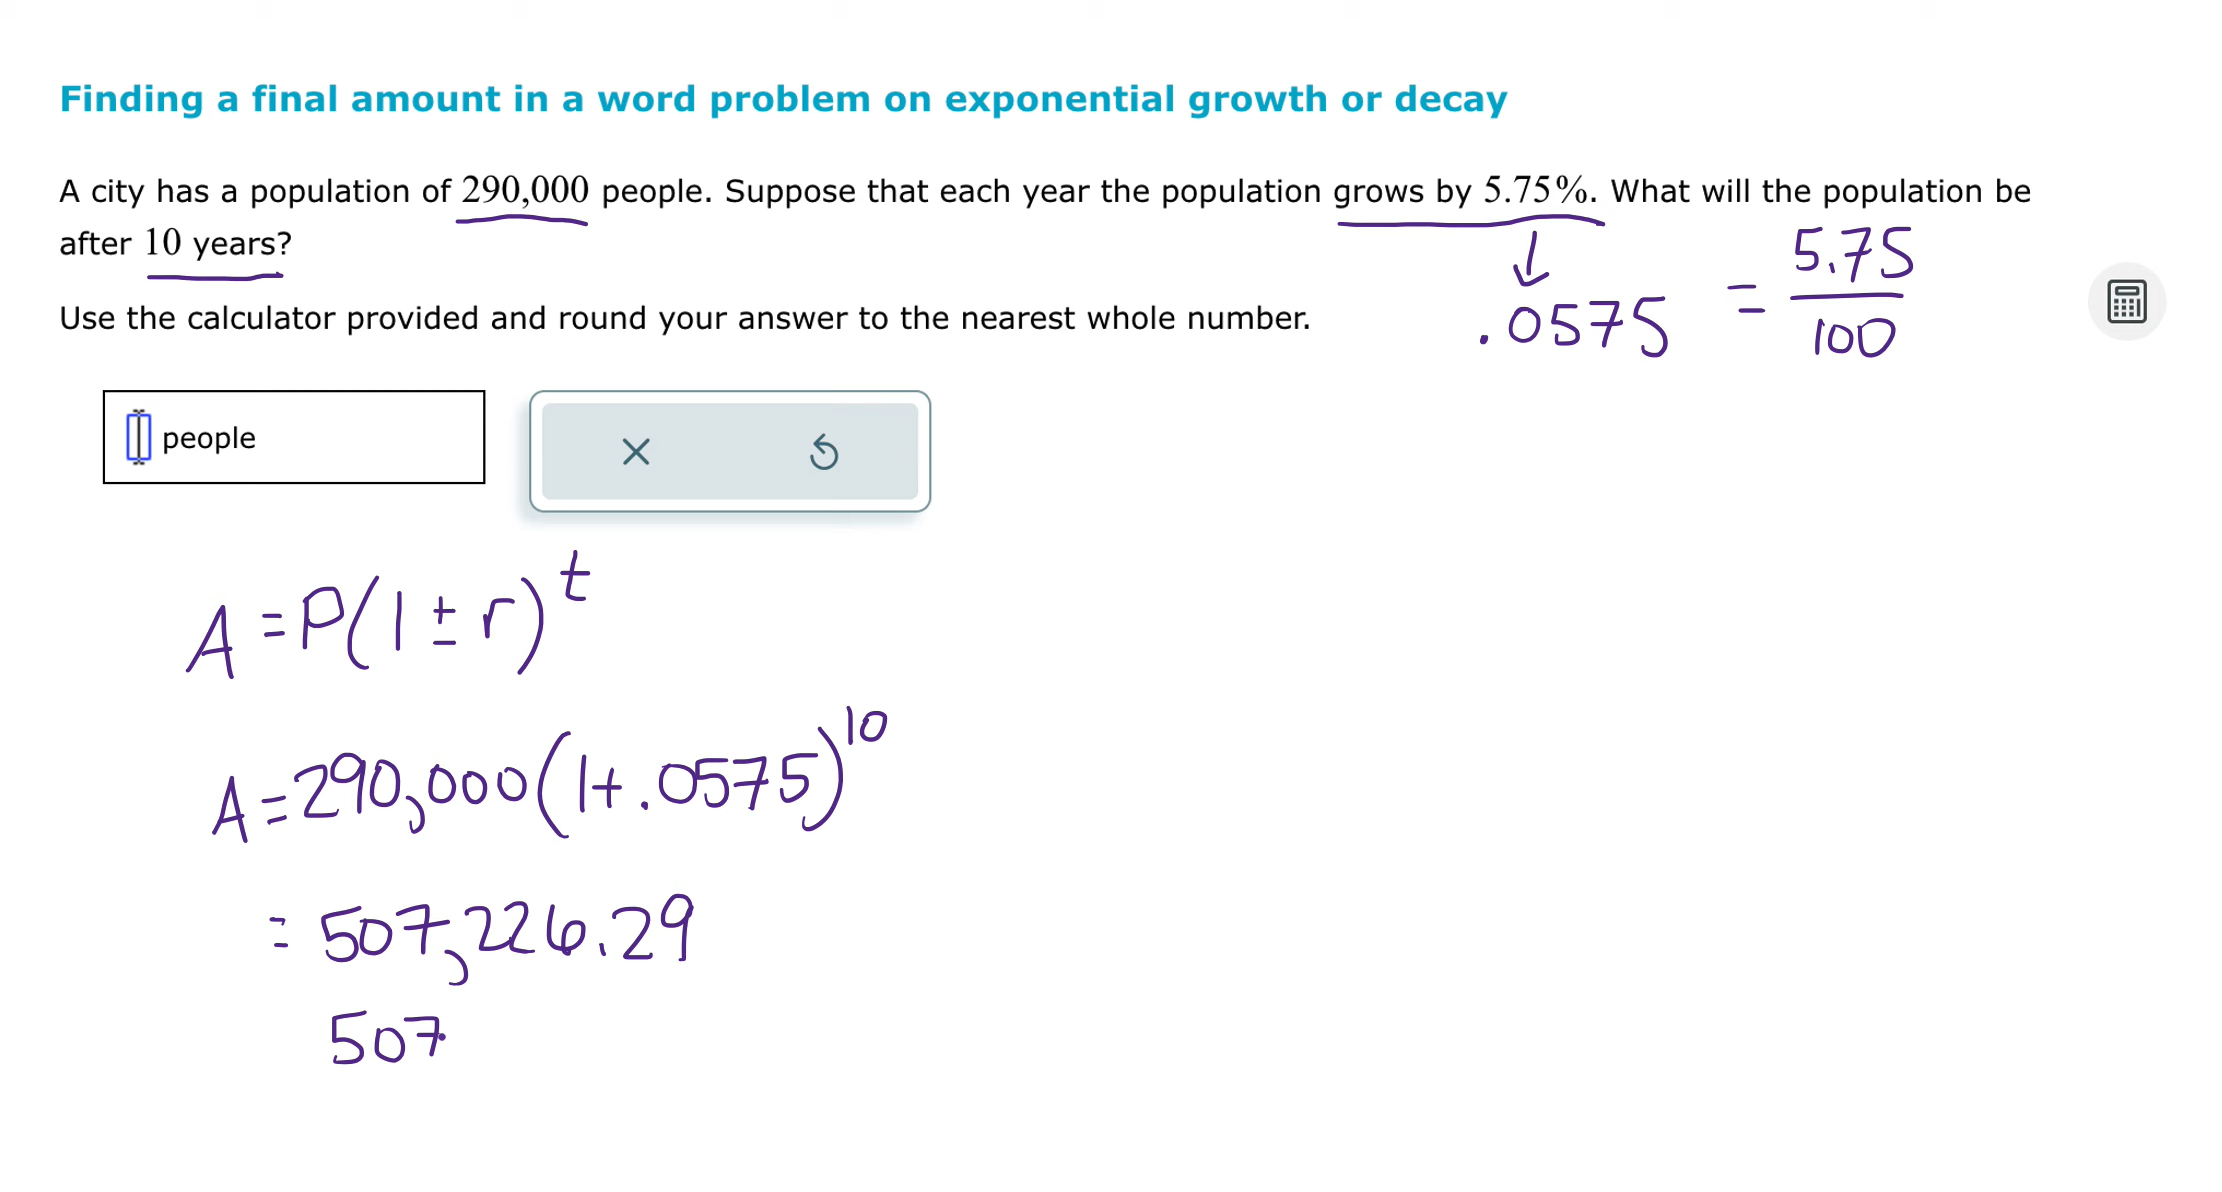 Finding a final amount in a word problem on exponential growth or decay
A city has a population of 290,000 people. Suppose that each year the population grows by 5.75%. What will the population be
after 10 years?
.0575 = 5.75/100
Use the calculator provided and round your answer to the nearest whole number.
people
A = P(1 ± r)^t
A = 290,000(1+.0575)^10
= 507,226.29
507